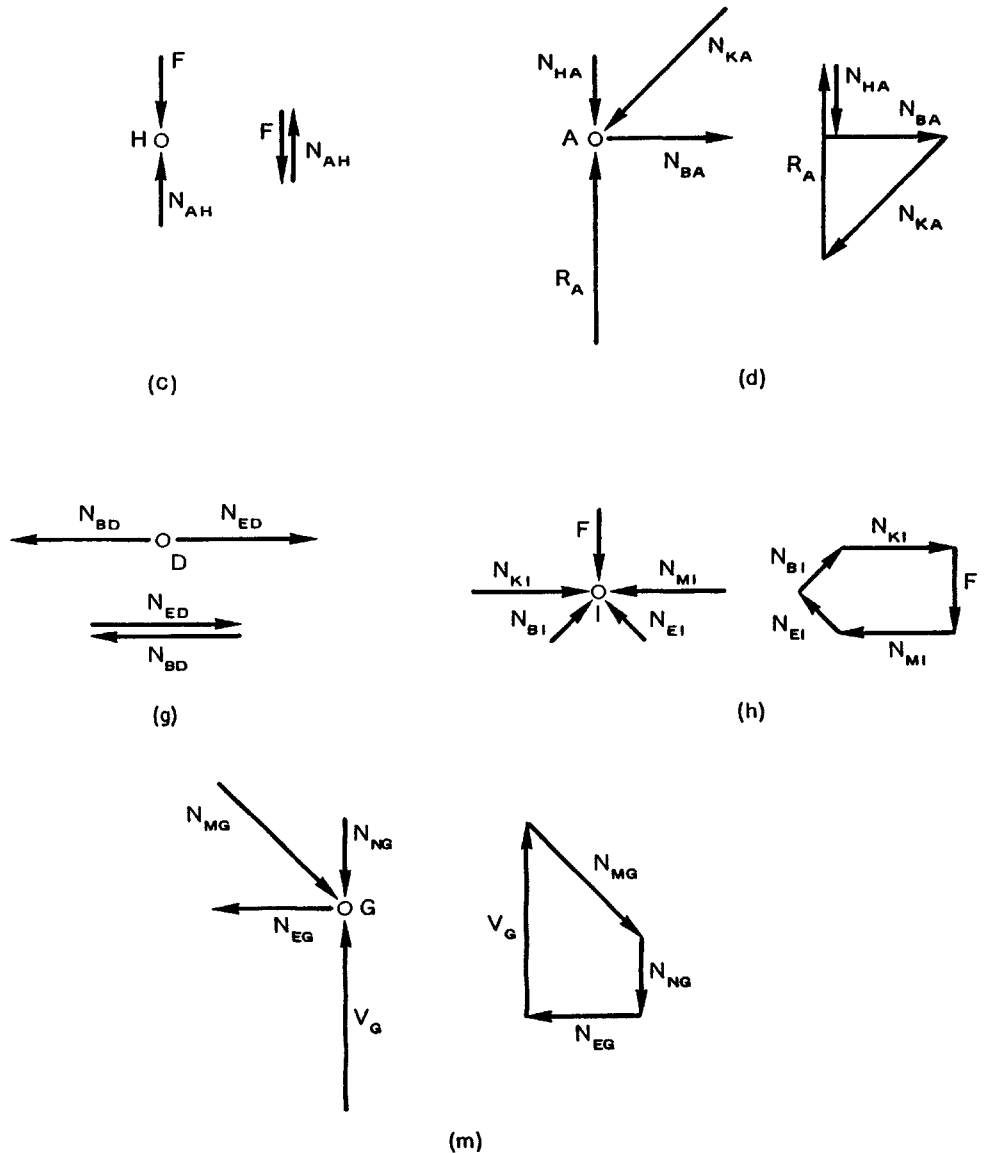 F
H
N_AH
F
N_AH
(c)
N_HA
N_KA
A
N_BA
R_A
N_HA
N_BA
R_A
N_KA
(d)
N_BD
N_ED
D
N_ED
N_BD
(g)
F
N_KI
N_MI
N_BI
I
N_EI
N_KI
N_BI
F
N_EI
N_MI
(h)
N_MG
N_NG
G
N_EG
V_G
N_MG
V_G
N_NG
N_EG
(m)